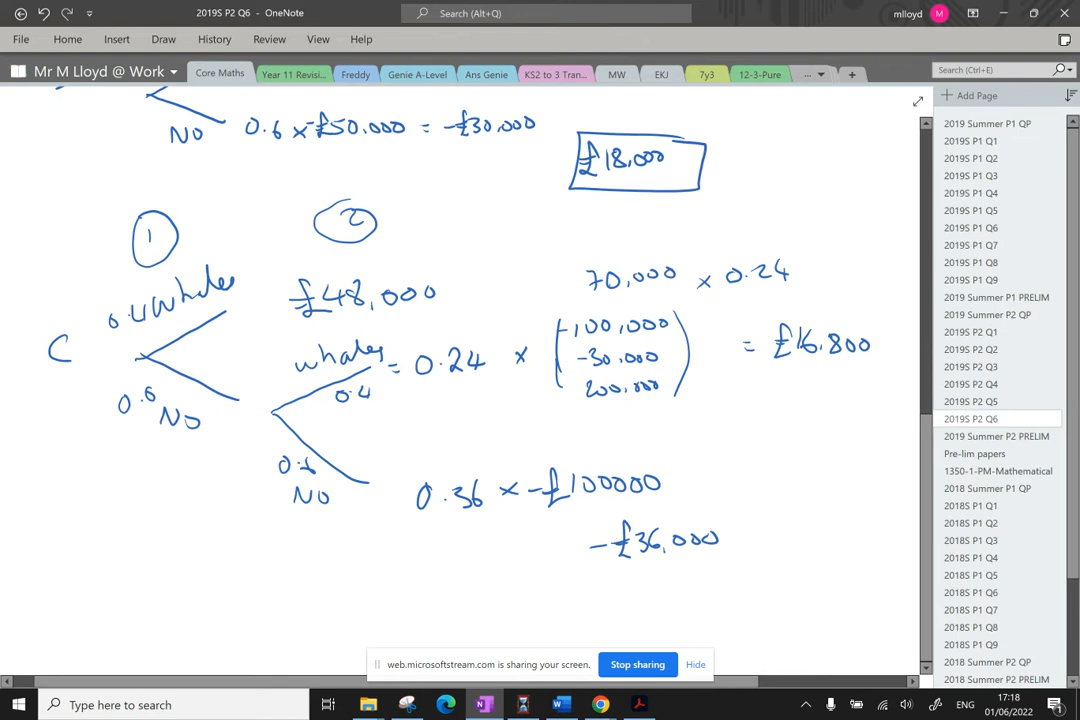 2019S P2 Q6 - OneNote
Search (Alt+Q)
mlloyd
M
File Home Insert Draw History Review View Help
Mr M Lloyd @ Work
Core Maths
Year 11 Revisi...
Freddy
Genie A-Level
Ans Genie
KS2 to 3 Tran...
MW
EKJ
7y3
12-3-Pure
...
Search (Ctrl+E)
Add Page
2019 Summer P1 QP
2019S P1 Q1
2019S P1 Q2
2019S P1 Q3
2019S P1 Q4
2019S P1 Q5
2019S P1 Q6
2019S P1 Q7
2019S P1 Q8
2019S P1 Q9
2019 Summer P1 PRELIM
2019 Summer P2 QP
2019S P2 Q1
2019S P2 Q2
2019S P2 Q3
2019S P2 Q4
2019S P2 Q5
2019S P2 Q6
2019 Summer P2 PRELIM
Pre-lim papers
1350-1-PM-Mathematical
2018 Summer P1 QP
2018S P1 Q1
2018S P1 Q2
2018S P1 Q3
2018S P1 Q4
2018S P1 Q5
2018S P1 Q6
2018S P1 Q7
2018S P1 Q8
2018S P1 Q9
2018 Summer P2 QP
2018 Summer P2 PRELIM
NO 0.6 x -£50,000 = -£30,000
£18,000
1 2
0.4 Whales £48,000
70,000 x 0.24
C
whales = 0.24 x
0.4
-100,000
-30,000
200,000
= £16,800
0.6
NO
0.6
NO
0.36 x -£100000
-£36,000
web.microsoftstream.com is sharing your screen. Stop sharing Hide
Type here to search
ENG
17:18
01/06/2022
1